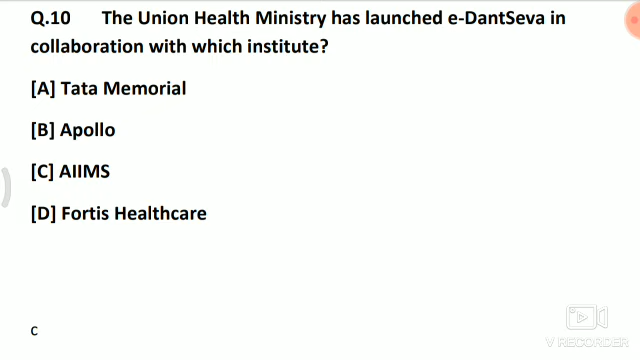 Q.10 The Union Health Ministry has launched e-DantSeva in
collaboration with which institute?
[A] Tata Memorial
[B] Apollo
[C] AIIMS
[D] Fortis Healthcare
C
V RECORDER